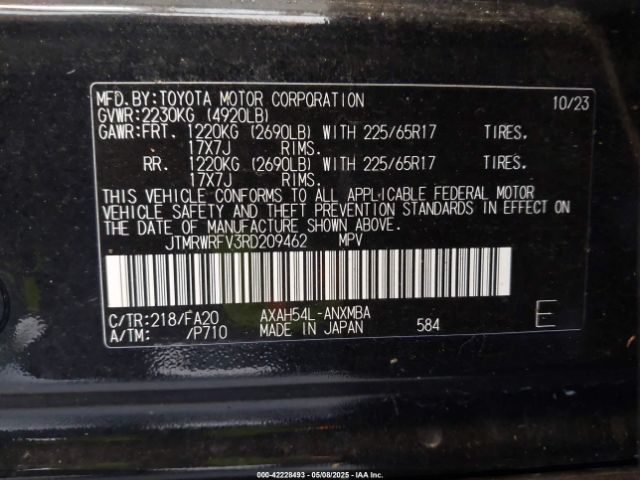 MFD.BY:TOYOTA MOTOR CORPORATION 10/23
GVWR:2230KG (4920LB)
GAWR:FRT. 1220KG (2690LB) WITH 225/65R17 TIRES.
17X7J RIMS.
RR. 1220KG (2690LB) WITH 225/65R17 TIRES.
17X7J RIMS.
THIS VEHICLE CONFORMS TO ALL APPLICABLE FEDERAL MOTOR
VEHICLE SAFETY AND THEFT PREVENTION STANDARDS IN EFFECT ON
THE DATE OF MANUFACTURE SHOWN ABOVE.
JTMRWRFV3RD209462 MPV
C/TR:218/FA20 AXAH54L-ANXMBA
A/TM: /P710 MADE IN JAPAN 584 E
000-42228493 - 05/08/2025 - COPYRIGHT IAA, LLC.